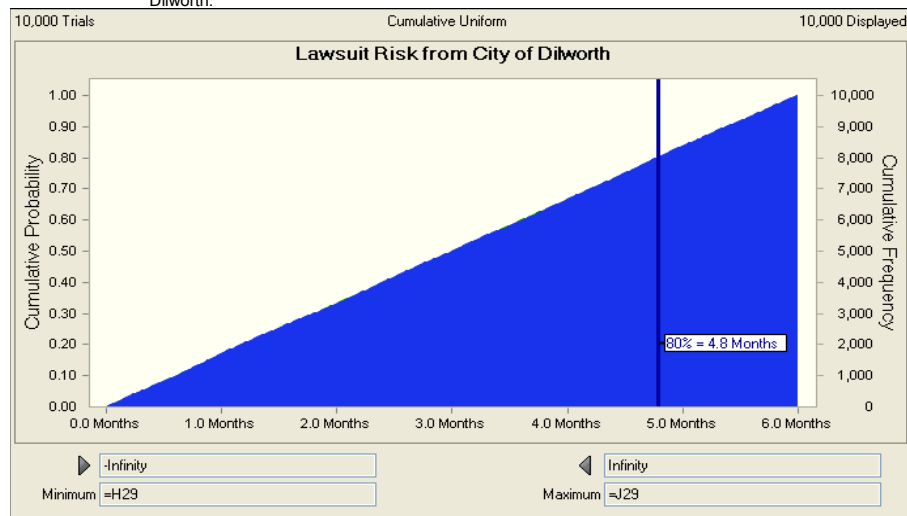 Dilworth.
10,000 Trials Cumulative Uniform 10,000 Displayed
Lawsuit Risk from City of Dilworth
1.00 10,000
0.90 9,000
0.80 8,000
0.70 7,000
0.60 6,000
0.50 5,000
0.40 4,000
0.30 3,000
0.20 2,000
0.10 1,000
0.00 0
Cumulative Probability
Cumulative Frequency
80% = 4.8 Months
0.0 Months 1.0 Months 2.0 Months 3.0 Months 4.0 Months 5.0 Months 6.0 Months
-Infinity Infinity
Minimum =H29 Maximum =J29